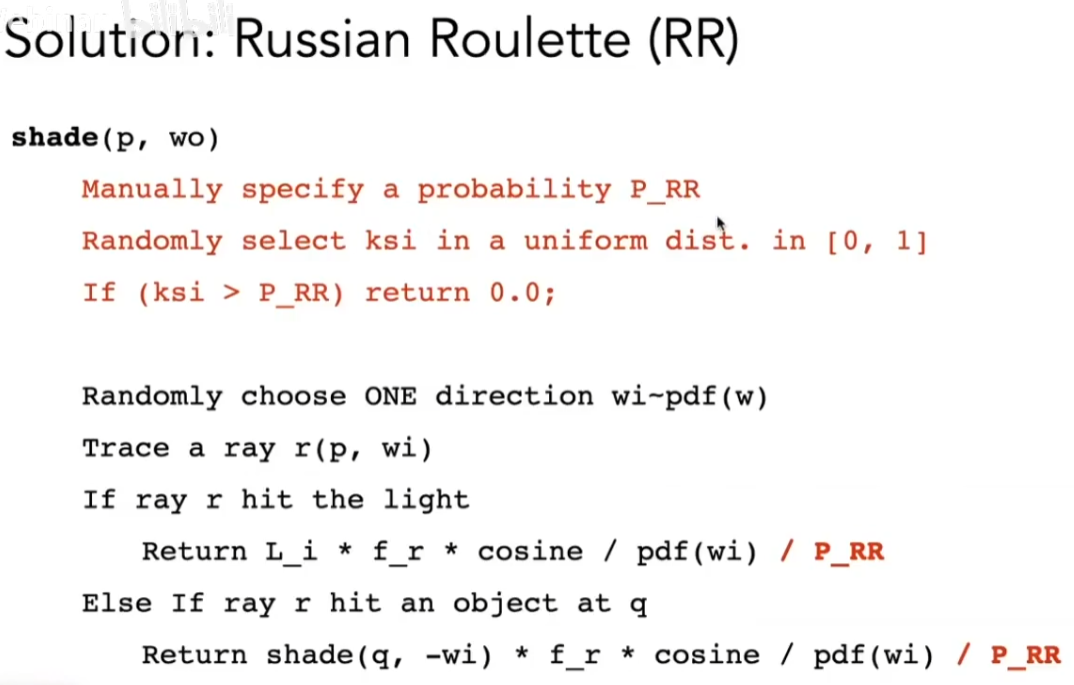 Solution: Russian Roulette (RR)
shade(p, wo)
Manually specify a probability P_RR
Randomly select ksi in a uniform dist. in [0, 1]
If (ksi > P_RR) return 0.0;
Randomly choose ONE direction wi~pdf(w)
Trace a ray r(p, wi)
If ray r hit the light
Return L_i * f_r * cosine / pdf(wi) / P_RR
Else If ray r hit an object at q
Return shade(q, -wi) * f_r * cosine / pdf(wi) / P_RR